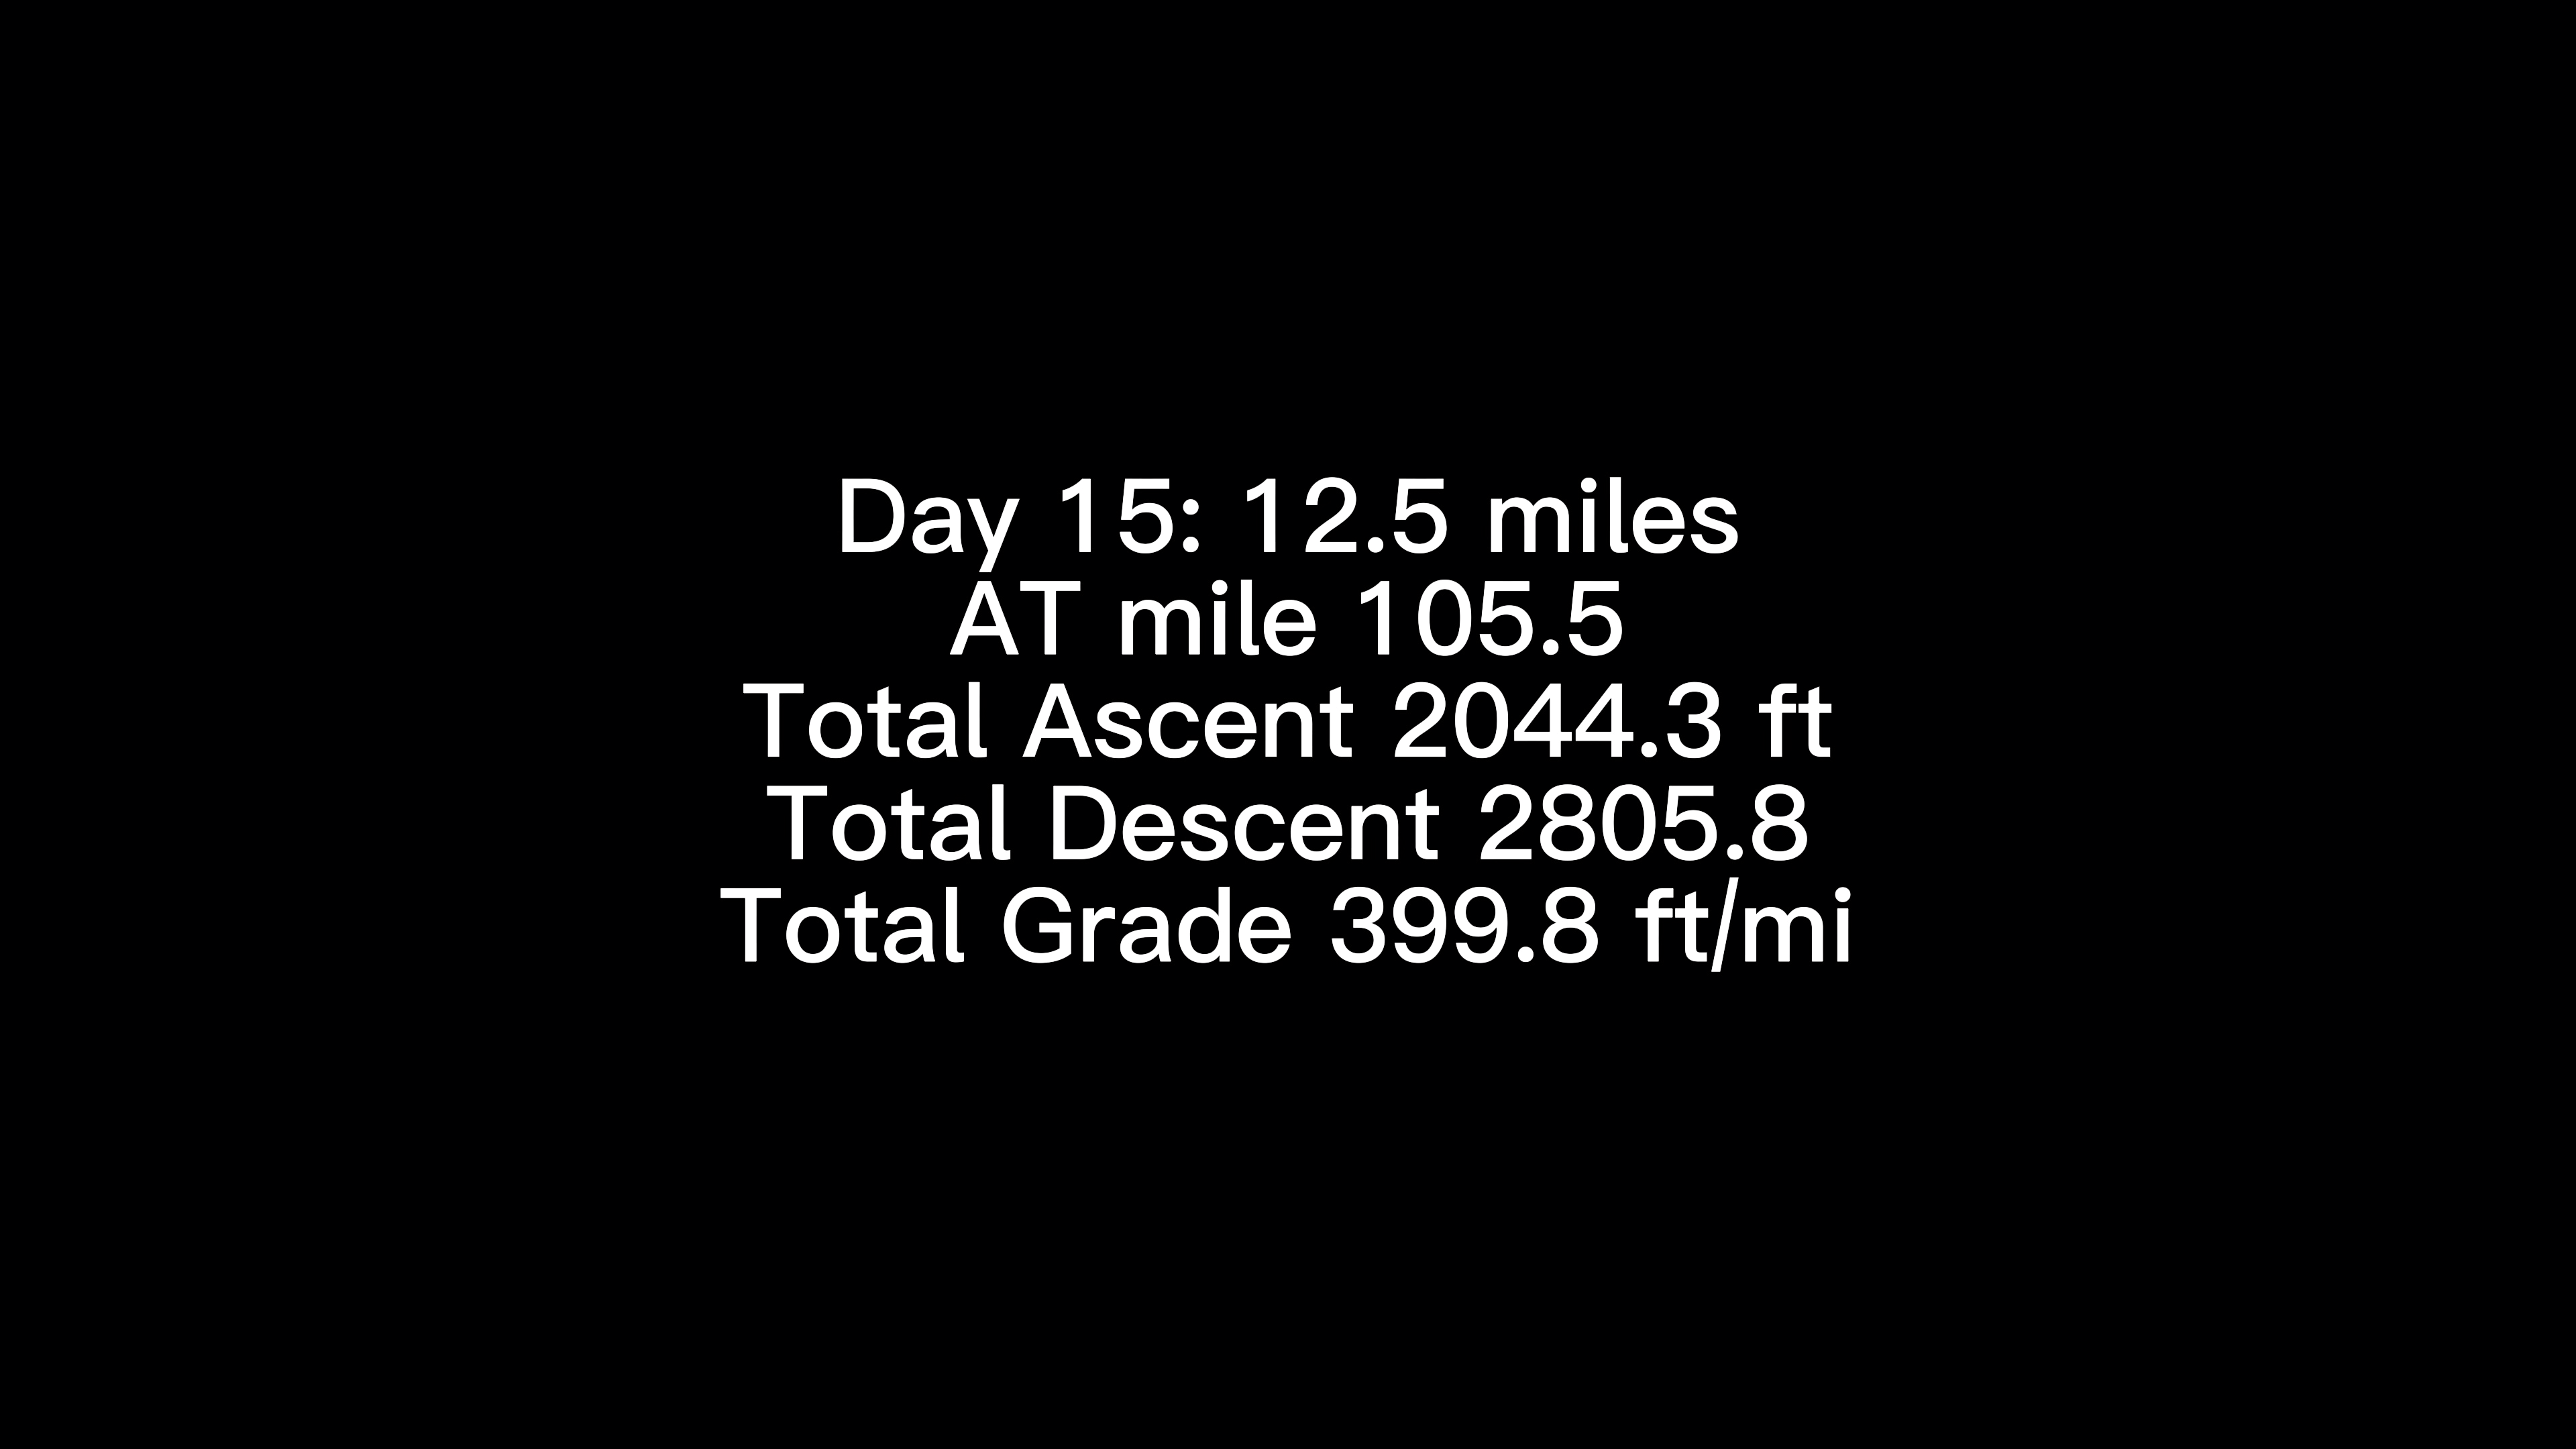 Day 15: 12.5 miles
AT mile 105.5
Total Ascent 2044.3 ft
Total Descent 2805.8
Total Grade 399.8 ft/mi